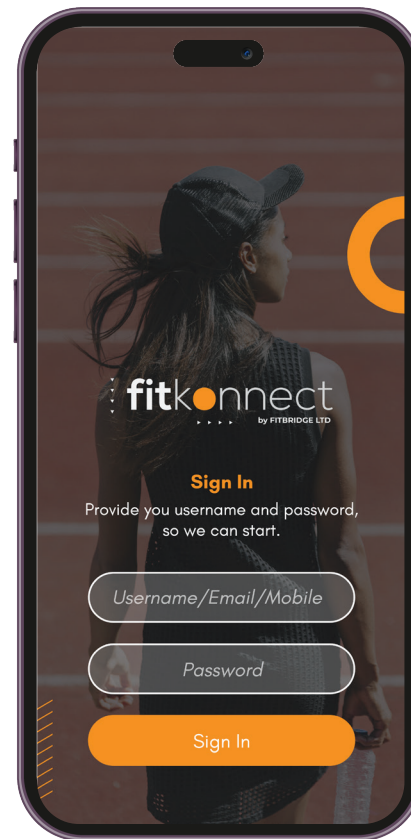 fitkonnect
by FITBRIDGE LTD
Sign In
Provide you username and password,
so we can start.
Username/Email/Mobile
Password
Sign In